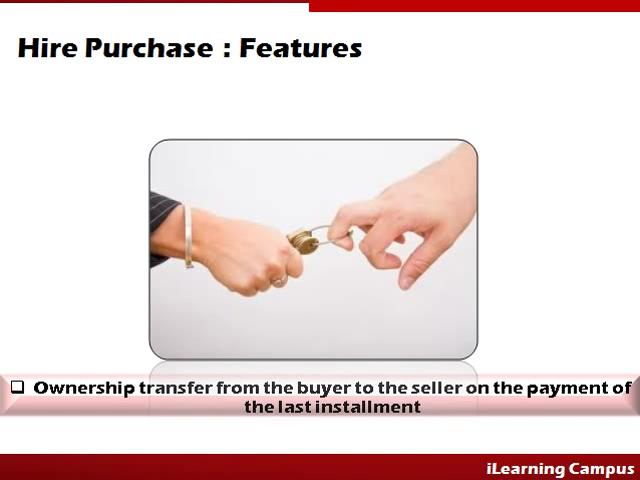 Hire Purchase : Features
❑ Ownership transfer from the buyer to the seller on the payment of
the last installment
iLearning Campus